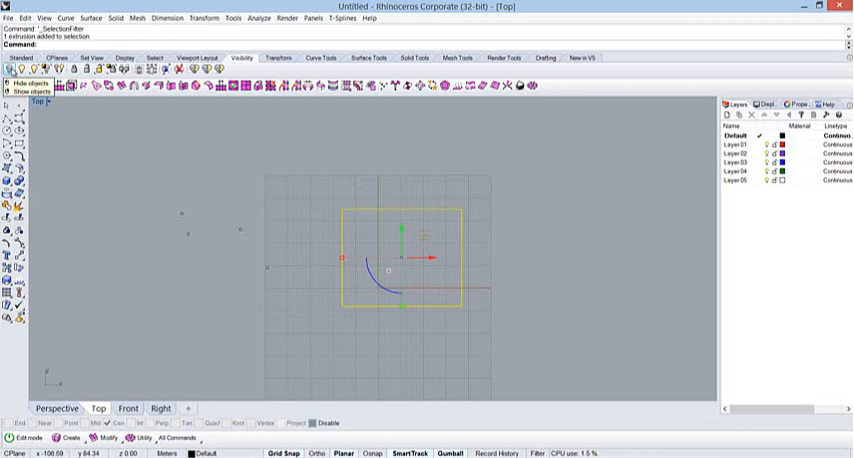 Untitled - Rhinoceros Corporate (32-bit) - [Top]
File Edit View Curve Surface Solid Mesh Dimension Transform Tools Analyze Render Panels T-Splines Help
Command: '_SelectionFilter
1 extrusion added to selection.
Command:
Standard CPlanes Set View Display Select Viewport Layout Visibility Transform Curve Tools Surface Tools Solid Tools Mesh Tools Render Tools Drafting New in V5
Hide objects
Show objects
Top
Layers Displ... Prope... Help
Name Material Linetype
Default Continuo...
Layer 01 Continuous
Layer 02 Continuous
Layer 03 Continuous
Layer 04 Continuous
Layer 05 Continuous
Perspective Top Front Right
End Near Point Mid Cen Int Perp Tan Quad Knot Vertex Project Disable
Edit mode Create Modify Utility All Commands
CPlane x -106.59 y 84.34 z 0.00 Meters Default Grid Snap Ortho Planar Osnap SmartTrack Gumball Record History Filter CPU use: 1.5 %